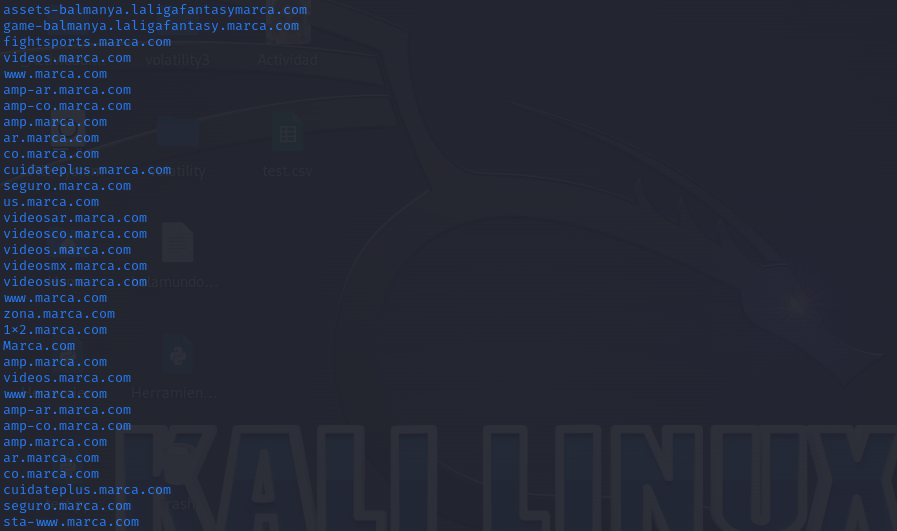 assets-balmanya.laligafantasymarca.com
game-balmanya.laligafantasy.marca.com
fightsports.marca.com
videos.marca.com
volatility3 Actividad
www.marca.com
amp-ar.marca.com
amp-co.marca.com
amp.marca.com
ar.marca.com
co.marca.com
cuidateplus.marca.com
test.csv
seguro.marca.com
us.marca.com
videosar.marca.com
videosco.marca.com
videos.marca.com
videosmx.marca.com
videosus.marca.com
www.marca.com
zona.marca.com
1×2.marca.com
Marca.com
amp.marca.com
videos.marca.com
www.marca.com
Herramien...
amp-ar.marca.com
amp-co.marca.com
amp.marca.com
ar.marca.com
co.marca.com
cuidateplus.marca.com
seguro.marca.com
sta-www.marca.com
KALI LINUX